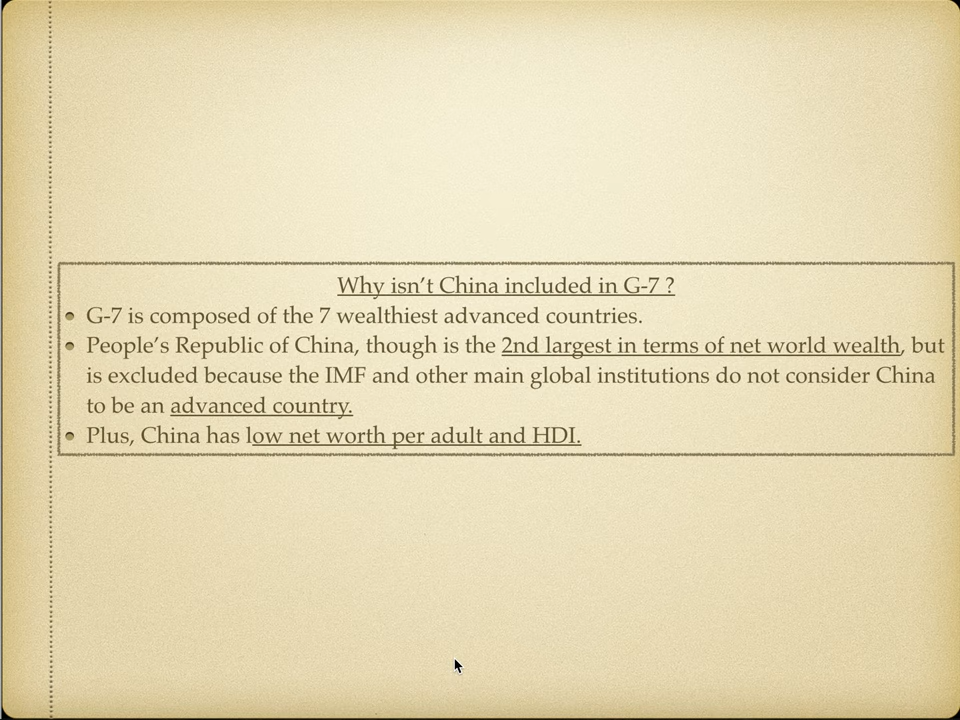 Why isn't China included in G-7 ?
G-7 is composed of the 7 wealthiest advanced countries.
People's Republic of China, though is the 2nd largest in terms of net world wealth, but
is excluded because the IMF and other main global institutions do not consider China
to be an advanced country.
Plus, China has low net worth per adult and HDI.